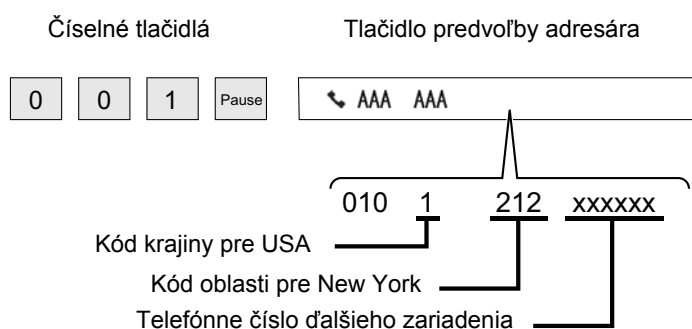 Číselné tlačidlá Tlačidlo predvoľby adresára
0 0 1 Pause AAA AAA
010 1 212 xxxxxx
Kód krajiny pre USA
Kód oblasti pre New York
Telefónne číslo ďalšieho zariadenia